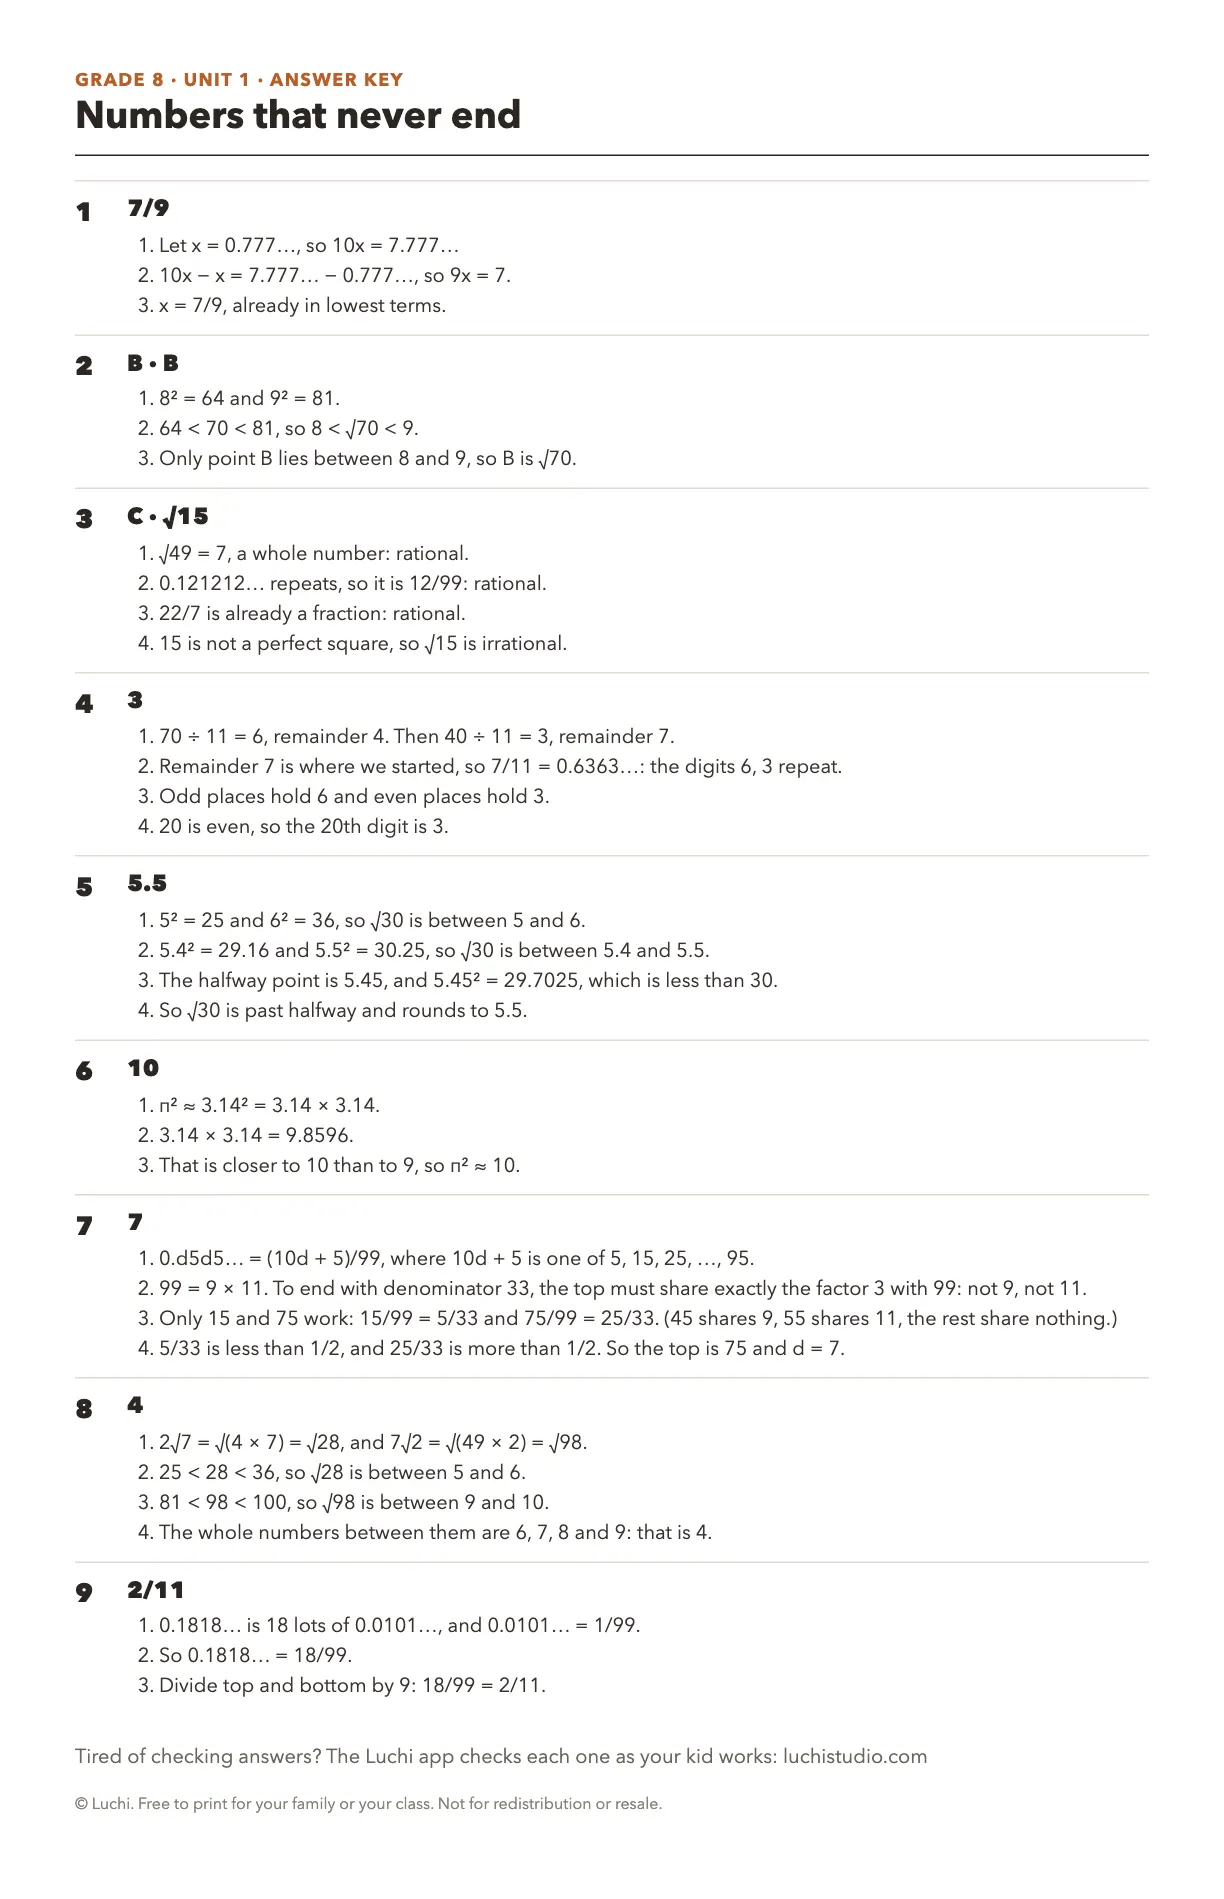 GRADE 8 · UNIT 1 · ANSWER KEY
Numbers that never end
1 7/9
1. Let x = 0.777…, so 10x = 7.777…
2. 10x − x = 7.777… − 0.777…, so 9x = 7.
3. x = 7/9, already in lowest terms.
2 B · B
1. 8² = 64 and 9² = 81.
2. 64 < 70 < 81, so 8 < √70 < 9.
3. Only point B lies between 8 and 9, so B is √70.
3 C · √15
1. √49 = 7, a whole number: rational.
2. 0.121212… repeats, so it is 12/99: rational.
3. 22/7 is already a fraction: rational.
4. 15 is not a perfect square, so √15 is irrational.
4 3
1. 70 ÷ 11 = 6, remainder 4. Then 40 ÷ 11 = 3, remainder 7.
2. Remainder 7 is where we started, so 7/11 = 0.6363…: the digits 6, 3 repeat.
3. Odd places hold 6 and even places hold 3.
4. 20 is even, so the 20th digit is 3.
5 5.5
1. 5² = 25 and 6² = 36, so √30 is between 5 and 6.
2. 5.4² = 29.16 and 5.5² = 30.25, so √30 is between 5.4 and 5.5.
3. The halfway point is 5.45, and 5.45² = 29.7025, which is less than 30.
4. So √30 is past halfway and rounds to 5.5.
6 10
1. π² ≈ 3.14² = 3.14 × 3.14.
2. 3.14 × 3.14 = 9.8596.
3. That is closer to 10 than to 9, so π² ≈ 10.
7 7
1. 0.d5d5… = (10d + 5)/99, where 10d + 5 is one of 5, 15, 25, …, 95.
2. 99 = 9 × 11. To end with denominator 33, the top must share exactly the factor 3 with 99: not 9, not 11.
3. Only 15 and 75 work: 15/99 = 5/33 and 75/99 = 25/33. (45 shares 9, 55 shares 11, the rest share nothing.)
4. 5/33 is less than 1/2, and 25/33 is more than 1/2. So the top is 75 and d = 7.
8 4
1. 2√7 = √(4 × 7) = √28, and 7√2 = √(49 × 2) = √98.
2. 25 < 28 < 36, so √28 is between 5 and 6.
3. 81 < 98 < 100, so √98 is between 9 and 10.
4. The whole numbers between them are 6, 7, 8 and 9: that is 4.
9 2/11
1. 0.1818… is 18 lots of 0.0101…, and 0.0101… = 1/99.
2. So 0.1818… = 18/99.
3. Divide top and bottom by 9: 18/99 = 2/11.
Tired of checking answers? The Luchi app checks each one as your kid works: luchistudio.com
© Luchi. Free to print for your family or your class. Not for redistribution or resale.